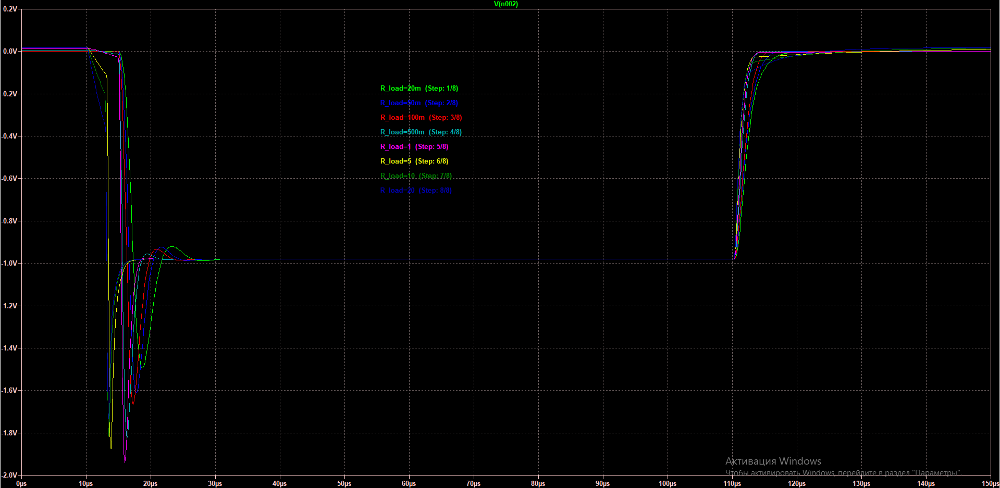 V(n002)
0.2V
0.0V
-0.2V
-0.4V
-0.6V
-0.8V
-1.0V
-1.2V
-1.4V
-1.6V
-1.8V
-2.0V
R_load=20m (Step: 1/8)
R_load=50m (Step: 2/8)
R_load=100m (Step: 3/8)
R_load=500m (Step: 4/8)
R_load=1 (Step: 5/8)
R_load=5 (Step: 6/8)
R_load=10 (Step: 7/8)
R_load=20 (Step: 8/8)
Активация Windows
Чтобы активировать Windows, перейдите в раздел "Параметры".
0µs 10µs 20µs 30µs 40µs 50µs 60µs 70µs 80µs 90µs 100µs 110µs 120µs 130µs 140µs 150µs